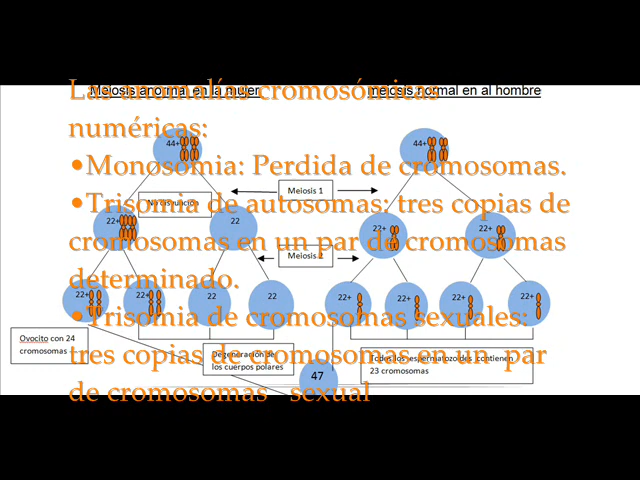 Meiosis anormal en la mujer
meiosis normal en al hombre
Las anomalías cromosómicas
numéricas:
•Monosomia: Perdida de cromosomas.
•Trisomia de autosomas: tres copias de
cromosomas en un par de cromosomas
determinado.
•Trisomia de cromosomas sexuales:
tres copias de cromosomas en un par
de cromosomas sexual
44+
44+
Meiosis 1
No disyunción
22+
22
22+
22+
Meiosis 2
22+
22+
22
22
22+
22+
22+
22+
Ovocito con 24
cromosomas
Degeneración de
los cuerpos polares
47
Todos los espermatozoides contienen
23 cromosomas